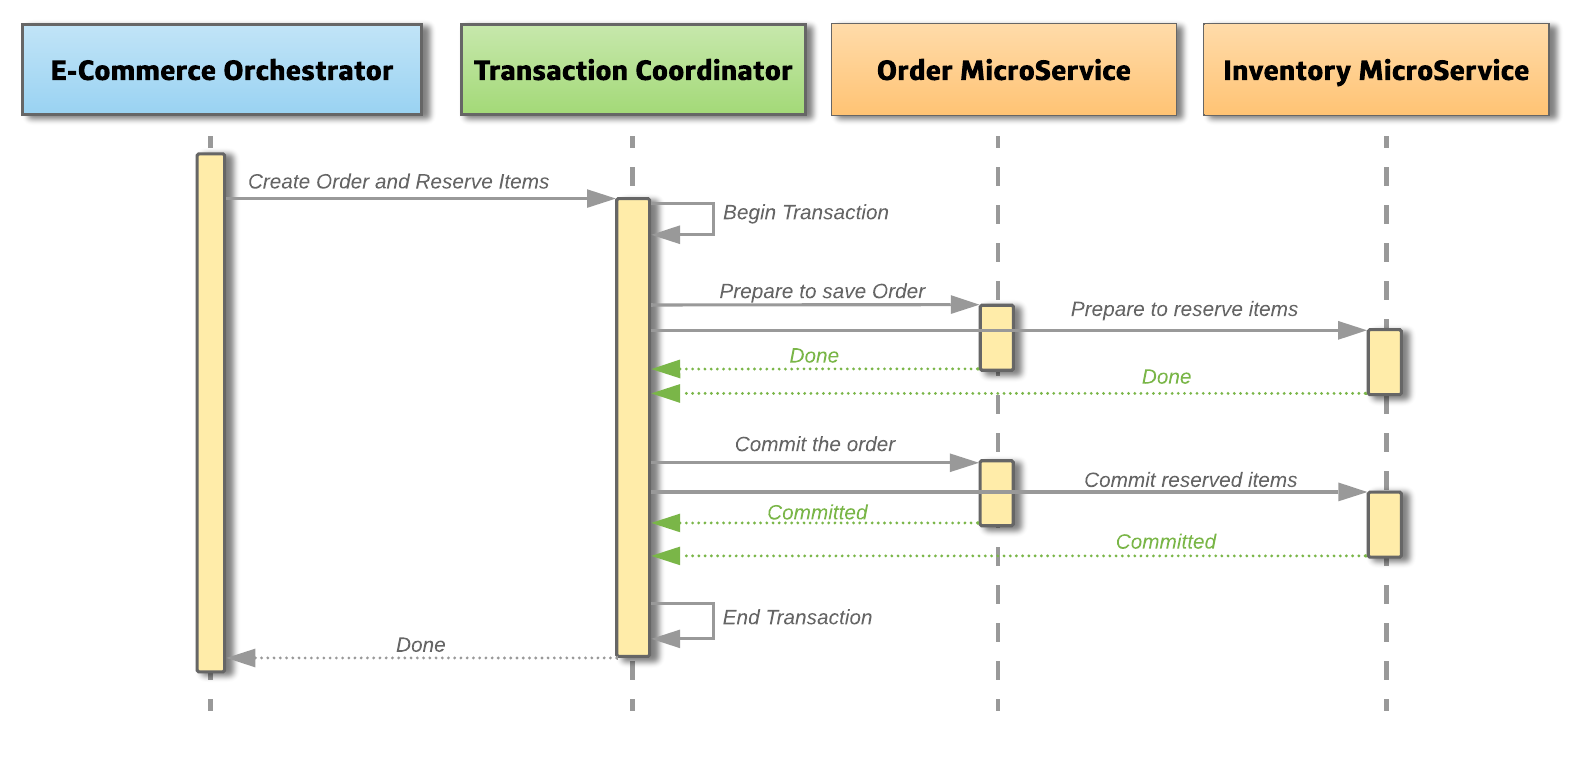 E-Commerce Orchestrator
Transaction Coordinator
Order MicroService
Inventory MicroService
Create Order and Reserve Items
Begin Transaction
Prepare to save Order
Prepare to reserve items
Done
Done
Commit the order
Commit reserved items
Committed
Committed
End Transaction
Done